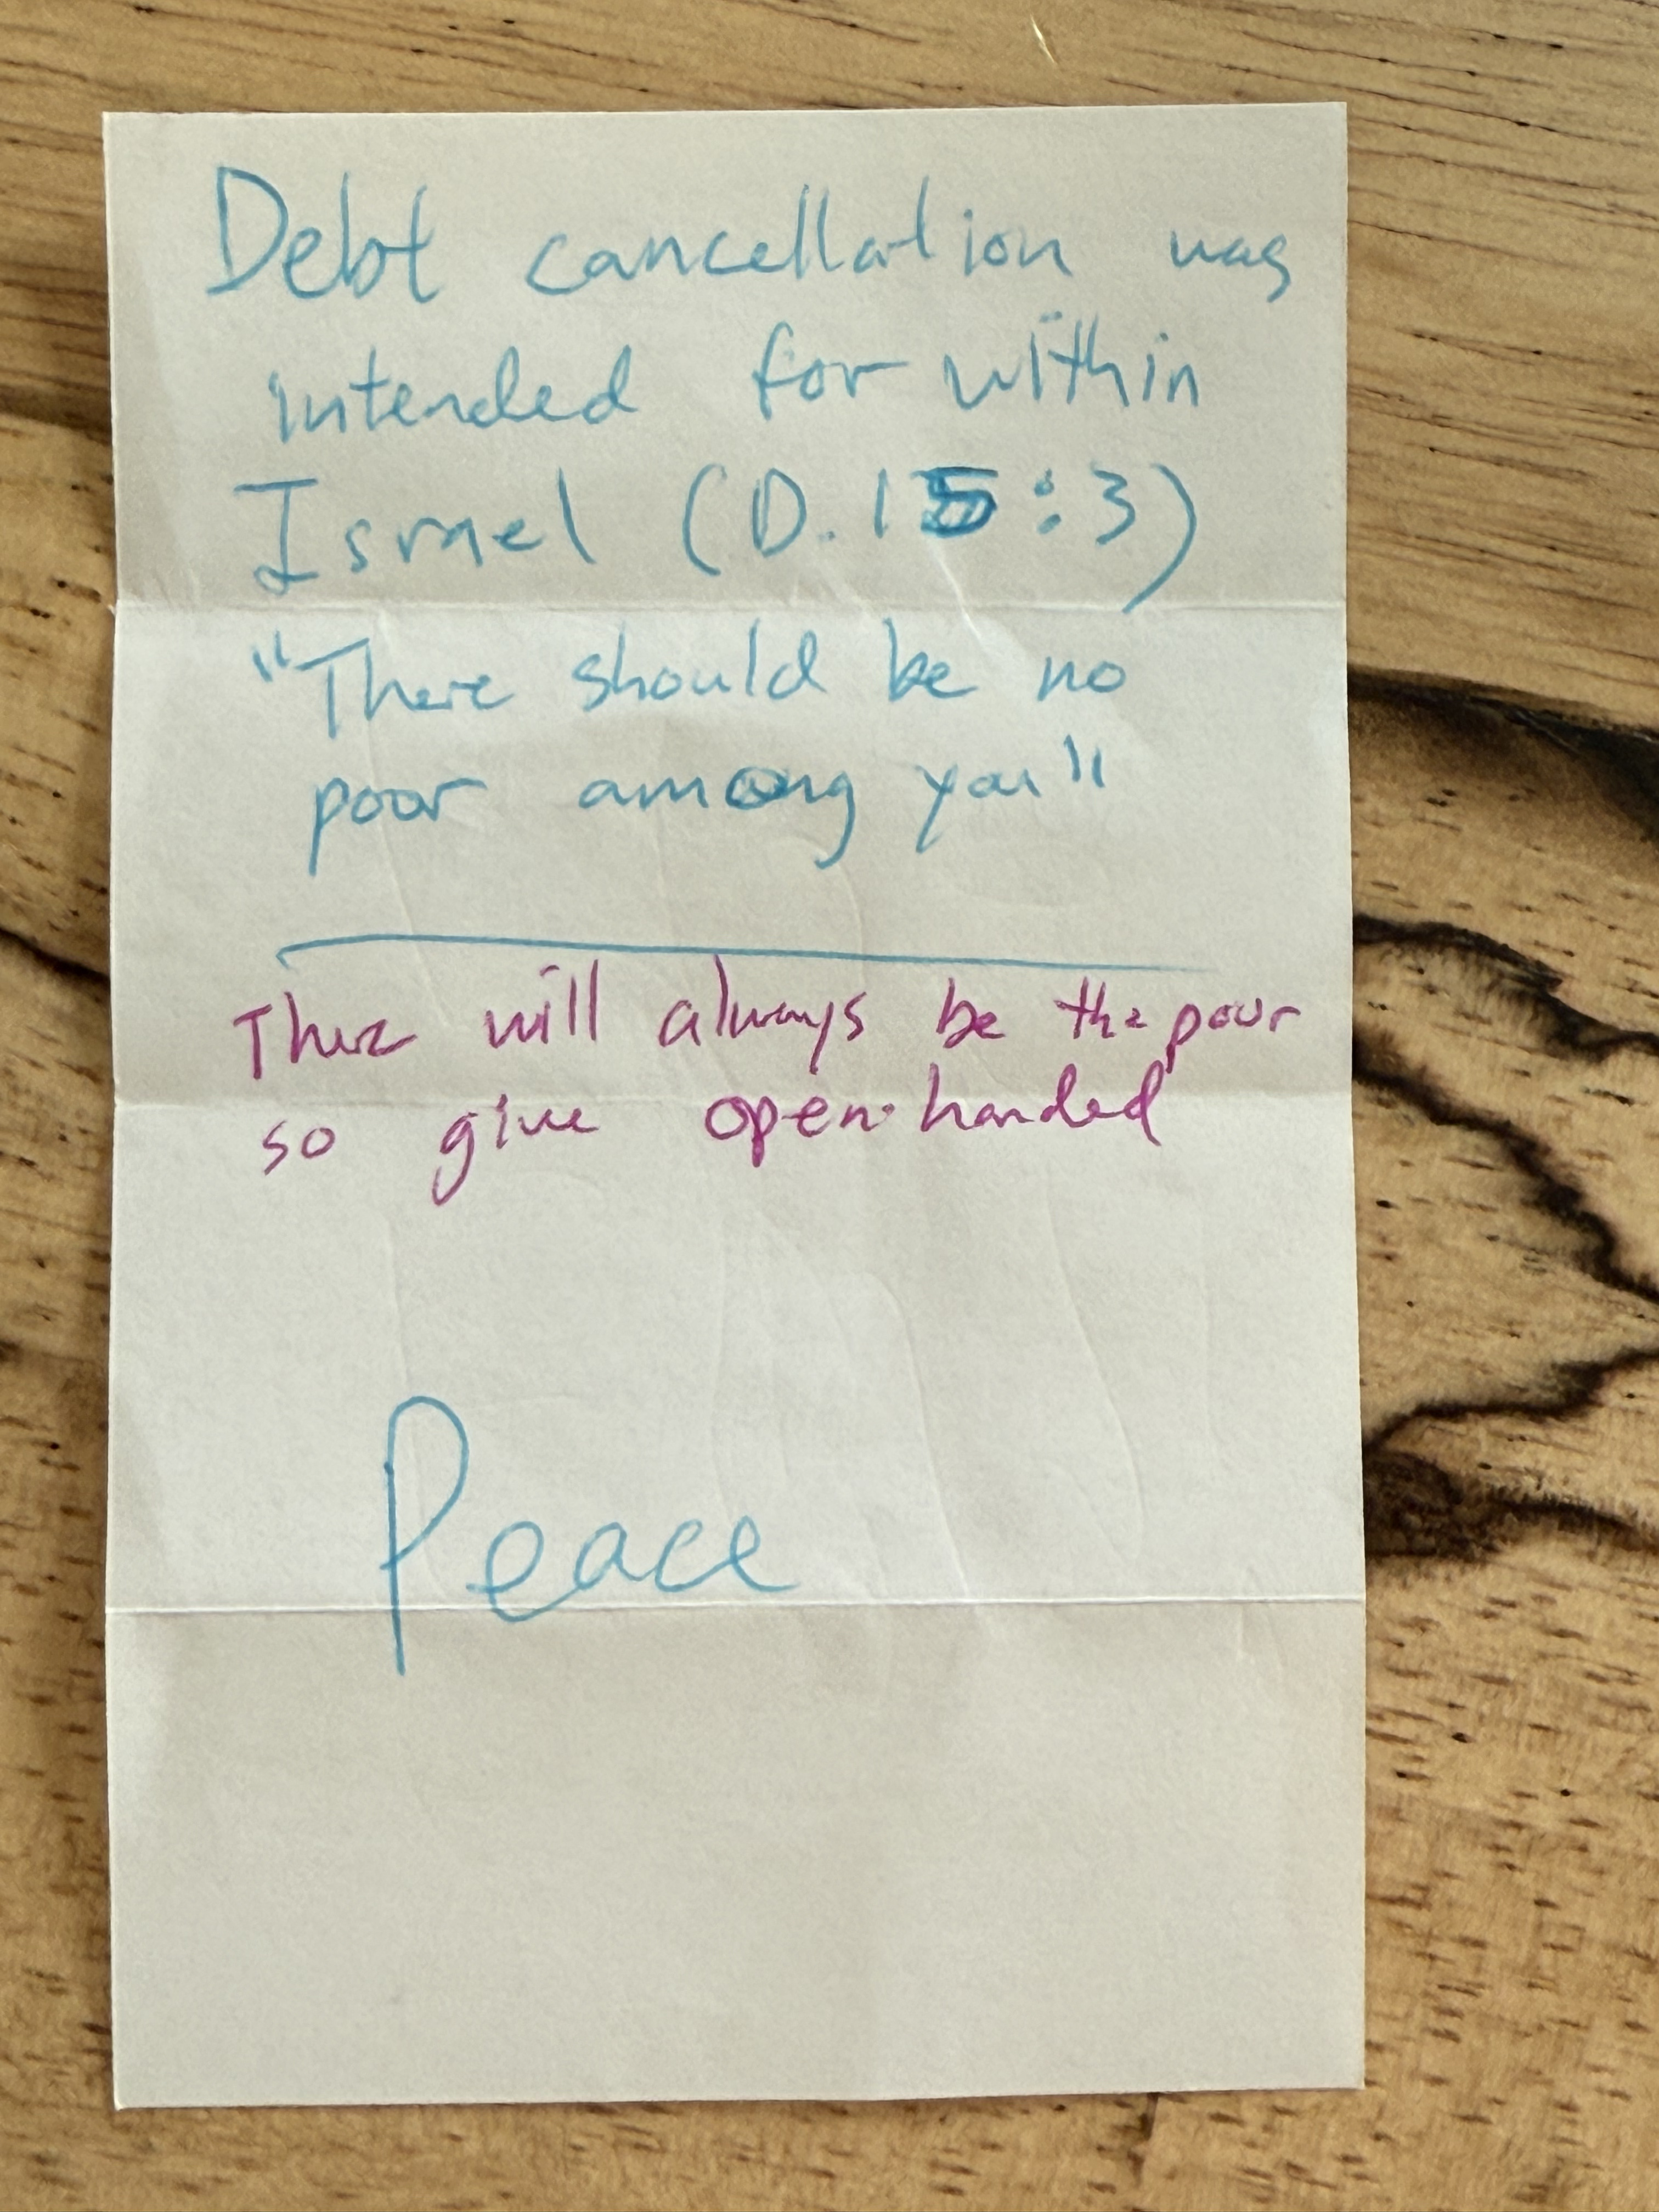 Debt cancellation was
intended for within
Israel (D.15:3)
"There should be no
poor among you"
There will always be the poor
so give open-handed
Peace